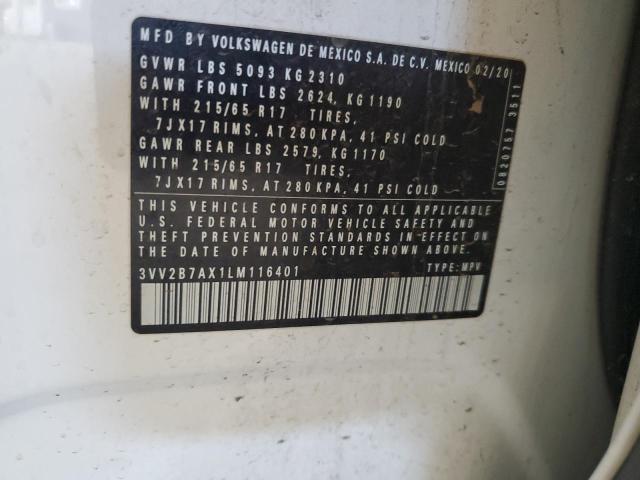 MFD BY VOLKSWAGEN DE MEXICO S.A. DE C.V. MEXICO 02/20
GVWR LBS 5093 KG 2310
GAWR FRONT LBS 2624, KG 1190
WITH 215/65 R17 TIRES,
7JX17 RIMS, AT 280 KPA, 41 PSI COLD
GAWR REAR LBS 2579, KG 1170
WITH 215/65 R17 TIRES,
7JX17 RIMS, AT 280 KPA, 41 PSI COLD
THIS VEHICLE CONFORMS TO ALL APPLICABLE
U.S. FEDERAL MOTOR VEHICLE SAFETY AND
THEFT PREVENTION STANDARDS IN EFFECT ON
THE DATE OF MANUFACTURE SHOWN ABOVE
3VV2B7AX1LM116401 TYPE: MPV
0820757 3511